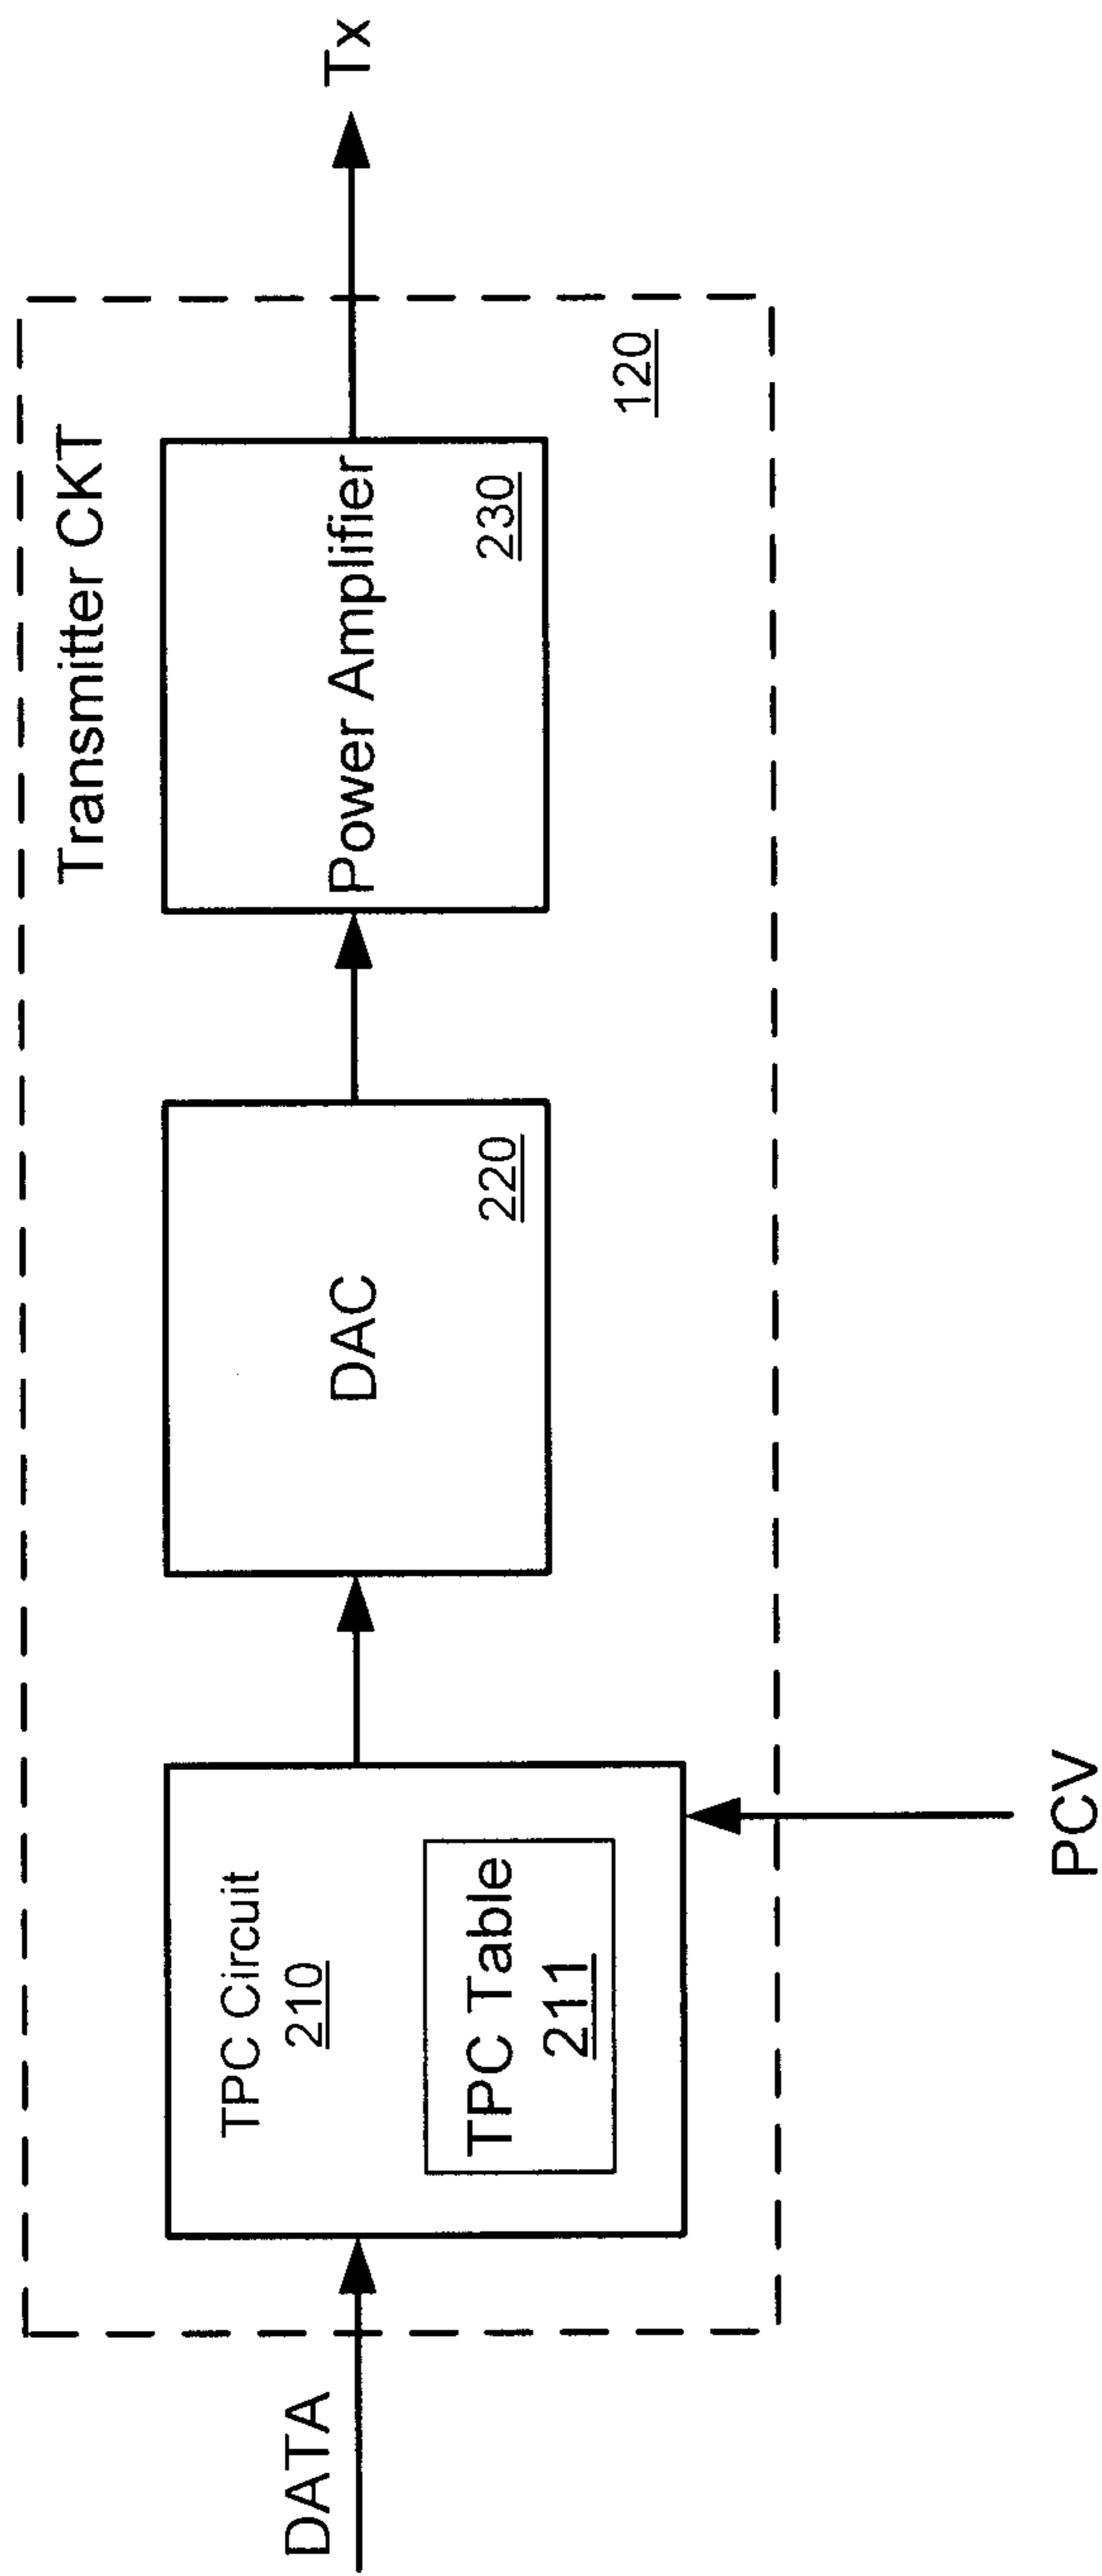 Transmitter CKT
DATA
TPC Circuit
210
TPC Table
211
DAC
220
Power Amplifier
230
120
Tx
PCV